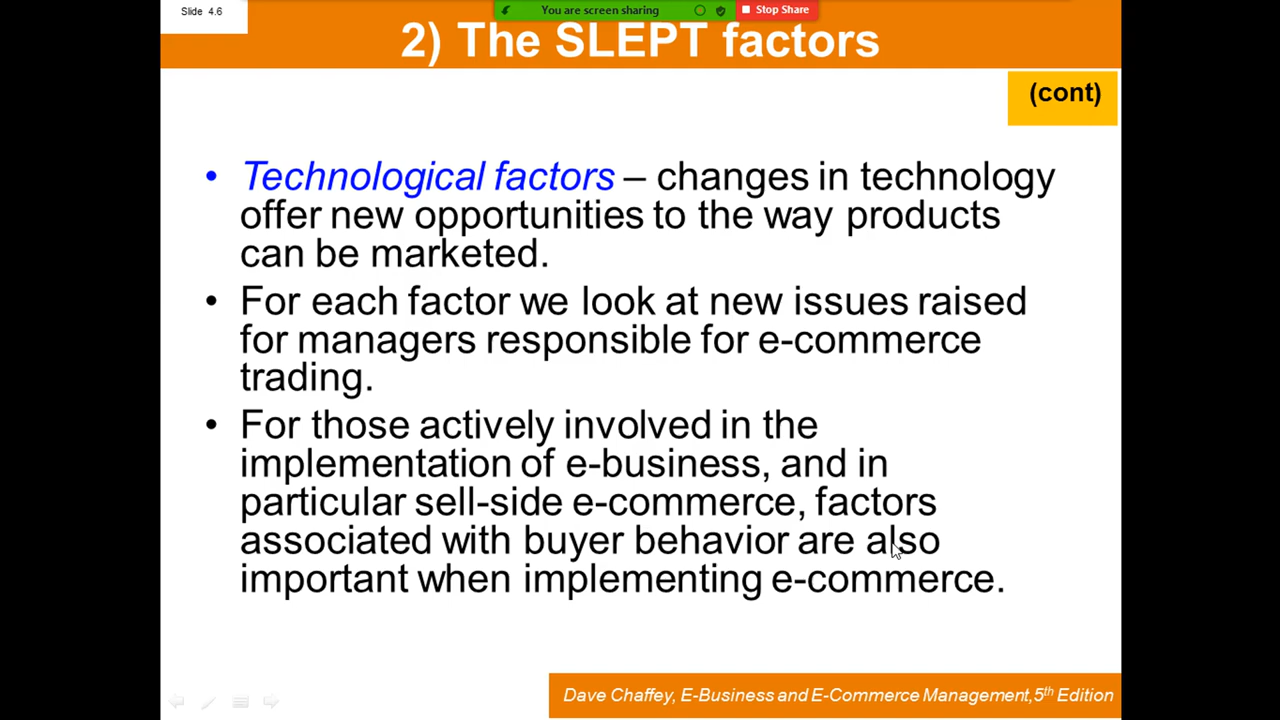 Slide 4.6
You are screen sharing
Stop Share
2) The SLEPT factors
(cont)
• Technological factors – changes in technology
offer new opportunities to the way products
can be marketed.
• For each factor we look at new issues raised
for managers responsible for e-commerce
trading.
• For those actively involved in the
implementation of e-business, and in
particular sell-side e-commerce, factors
associated with buyer behavior are also
important when implementing e-commerce.
Dave Chaffey, E-Business and E-Commerce Management,5th Edition